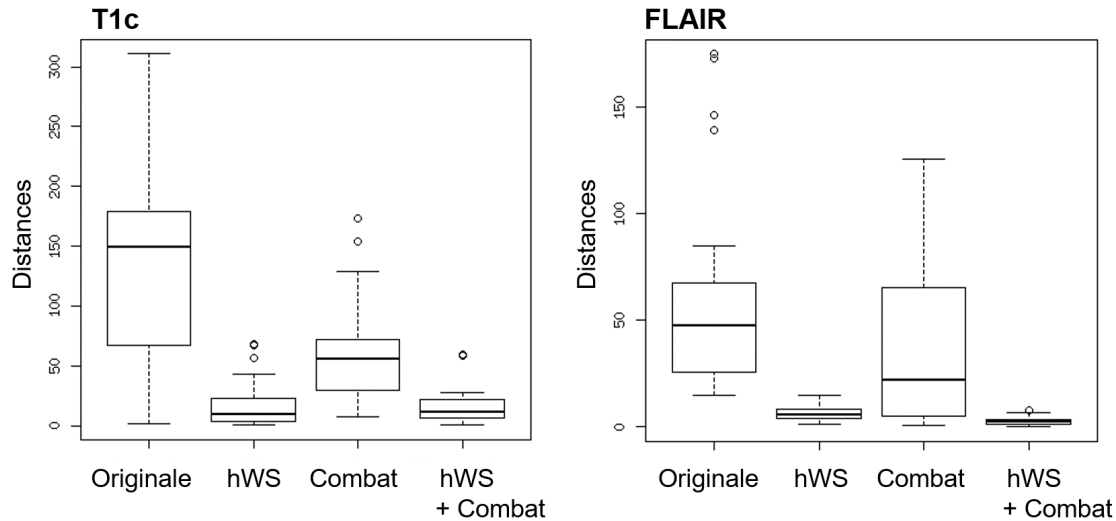 T1c
Distances
300
250
200
150
100
50
0
Originale hWS Combat hWS
+ Combat
FLAIR
Distances
150
100
50
0
Originale hWS Combat hWS
+ Combat